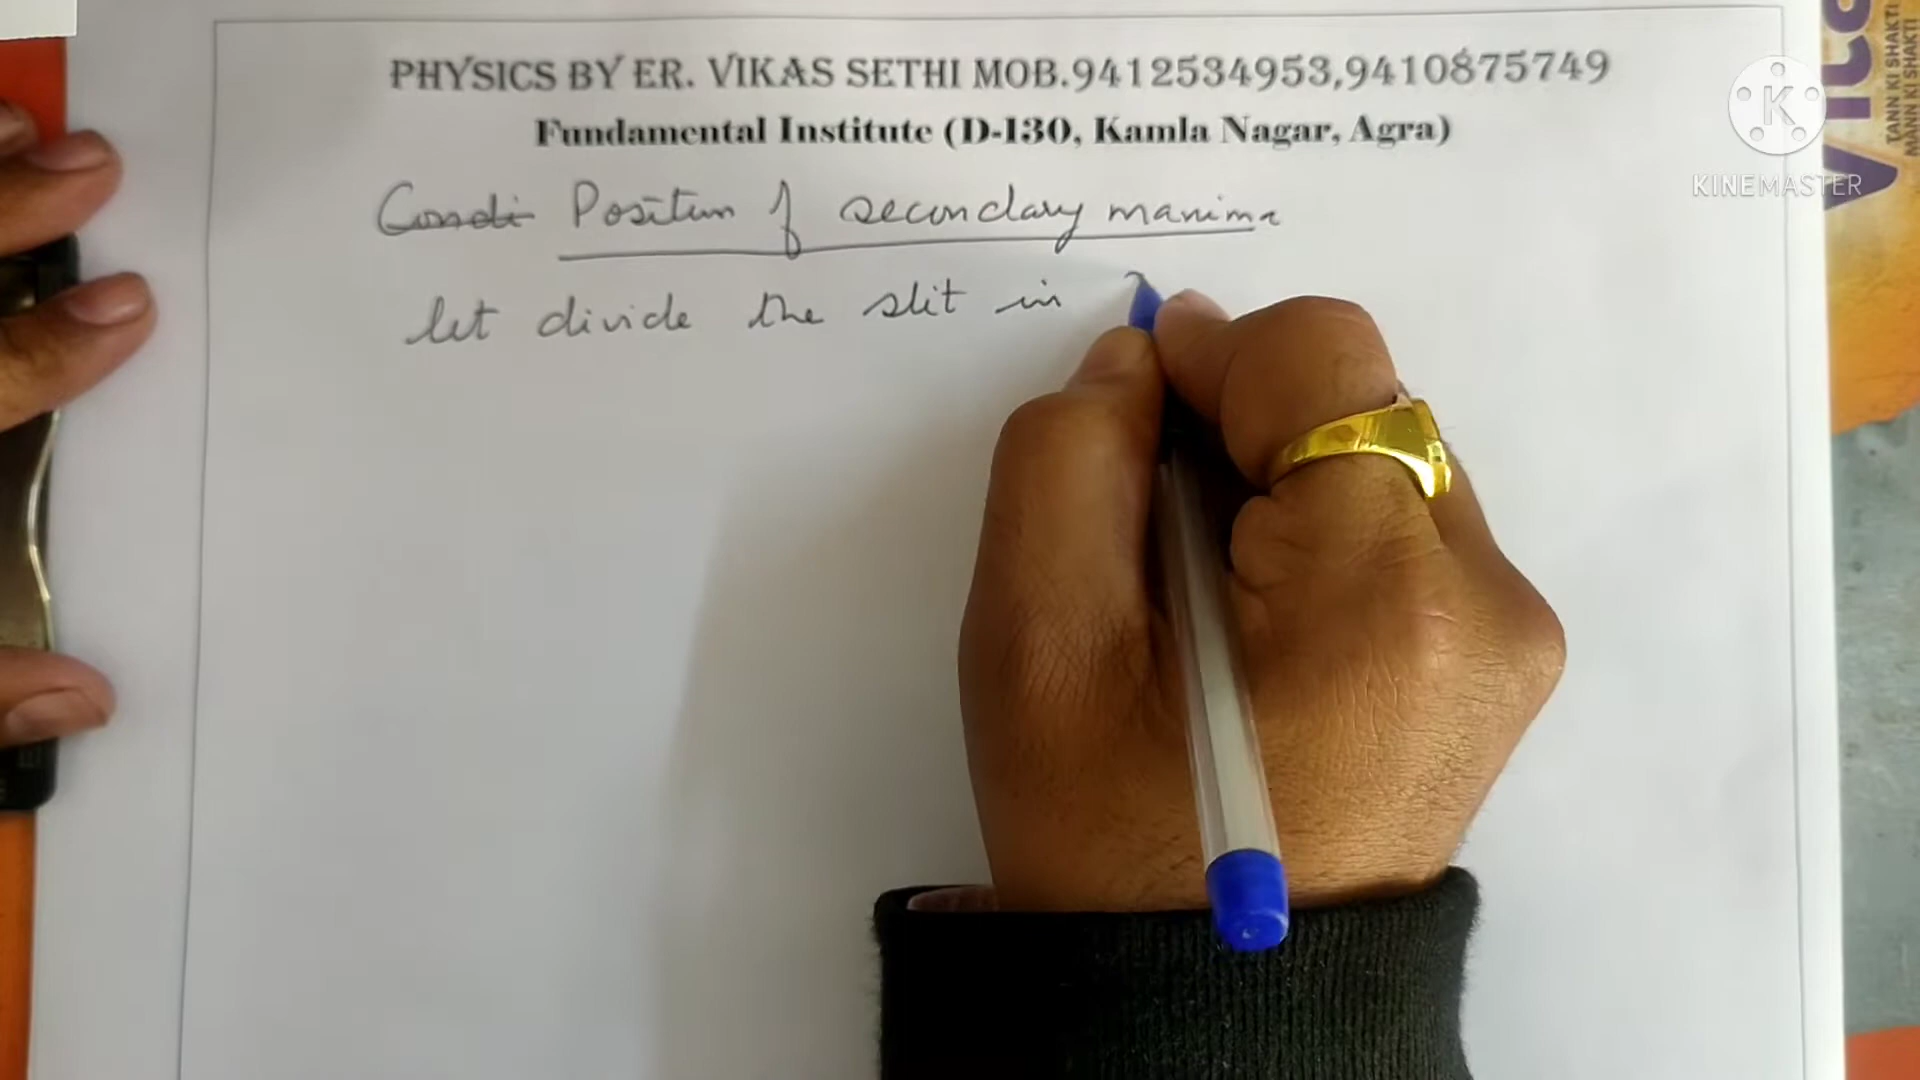 PHYSICS BY ER. VIKAS SETHI MOB.9412534953,9410875749
Fundamental Institute (D-130, Kamla Nagar, Agra)
Condi Position of secondary maxima
let divide the slit in
K
KINEMASTER
Vita
TANN KI SHAKTI
MANN KI SHAKTI